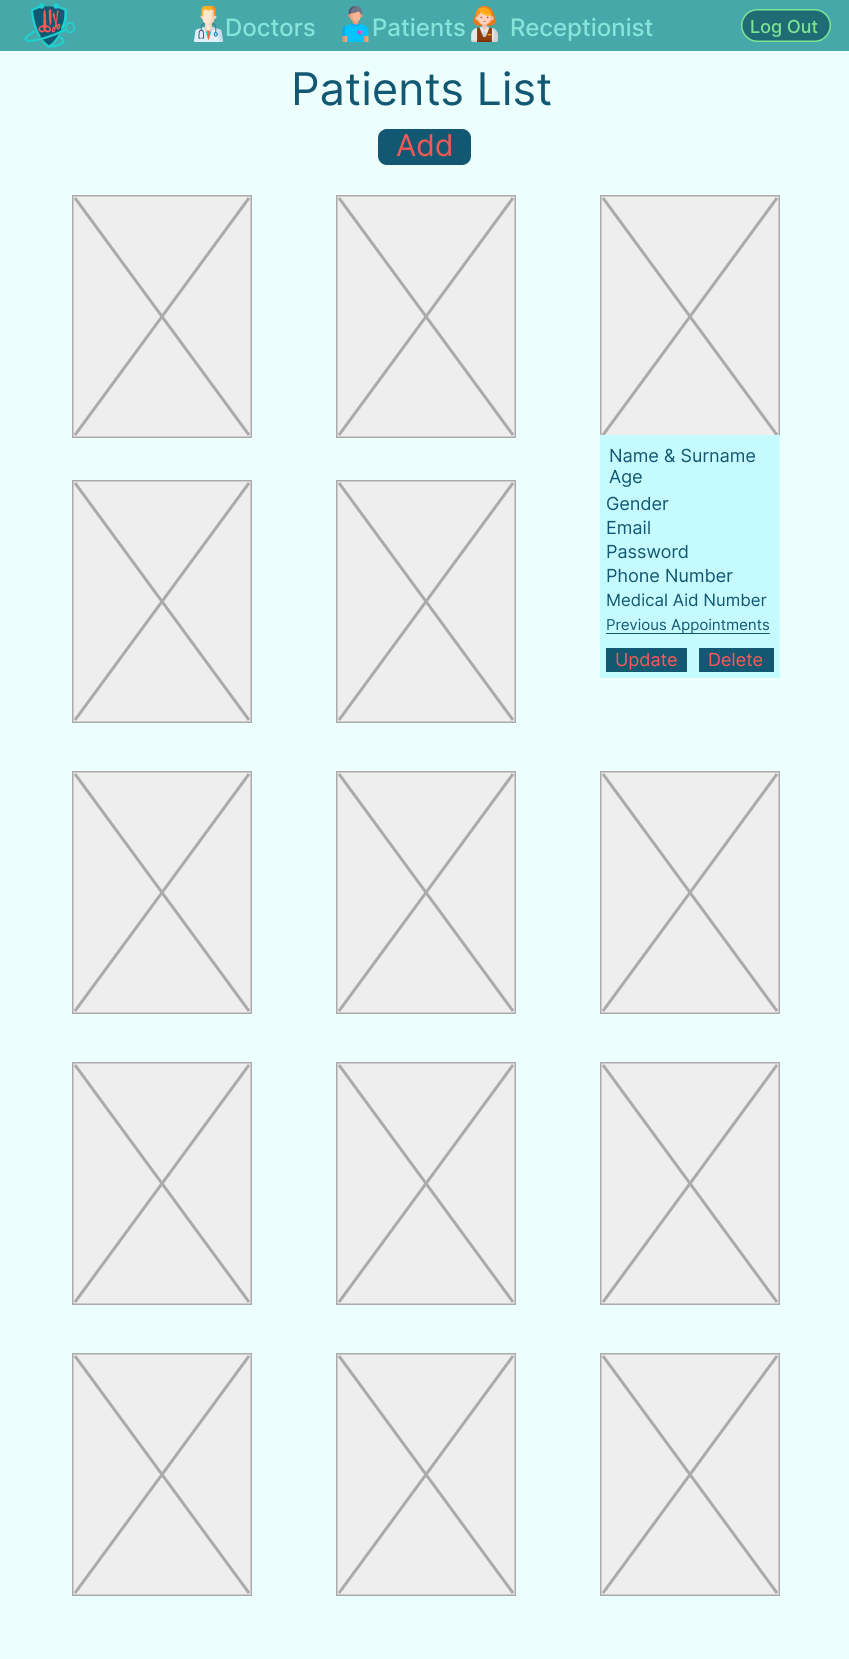 Doctors Patients Receptionist Log Out
Patients List
Add
Name & Surname
Age
Gender
Email
Password
Phone Number
Medical Aid Number
Previous Appointments
Update Delete